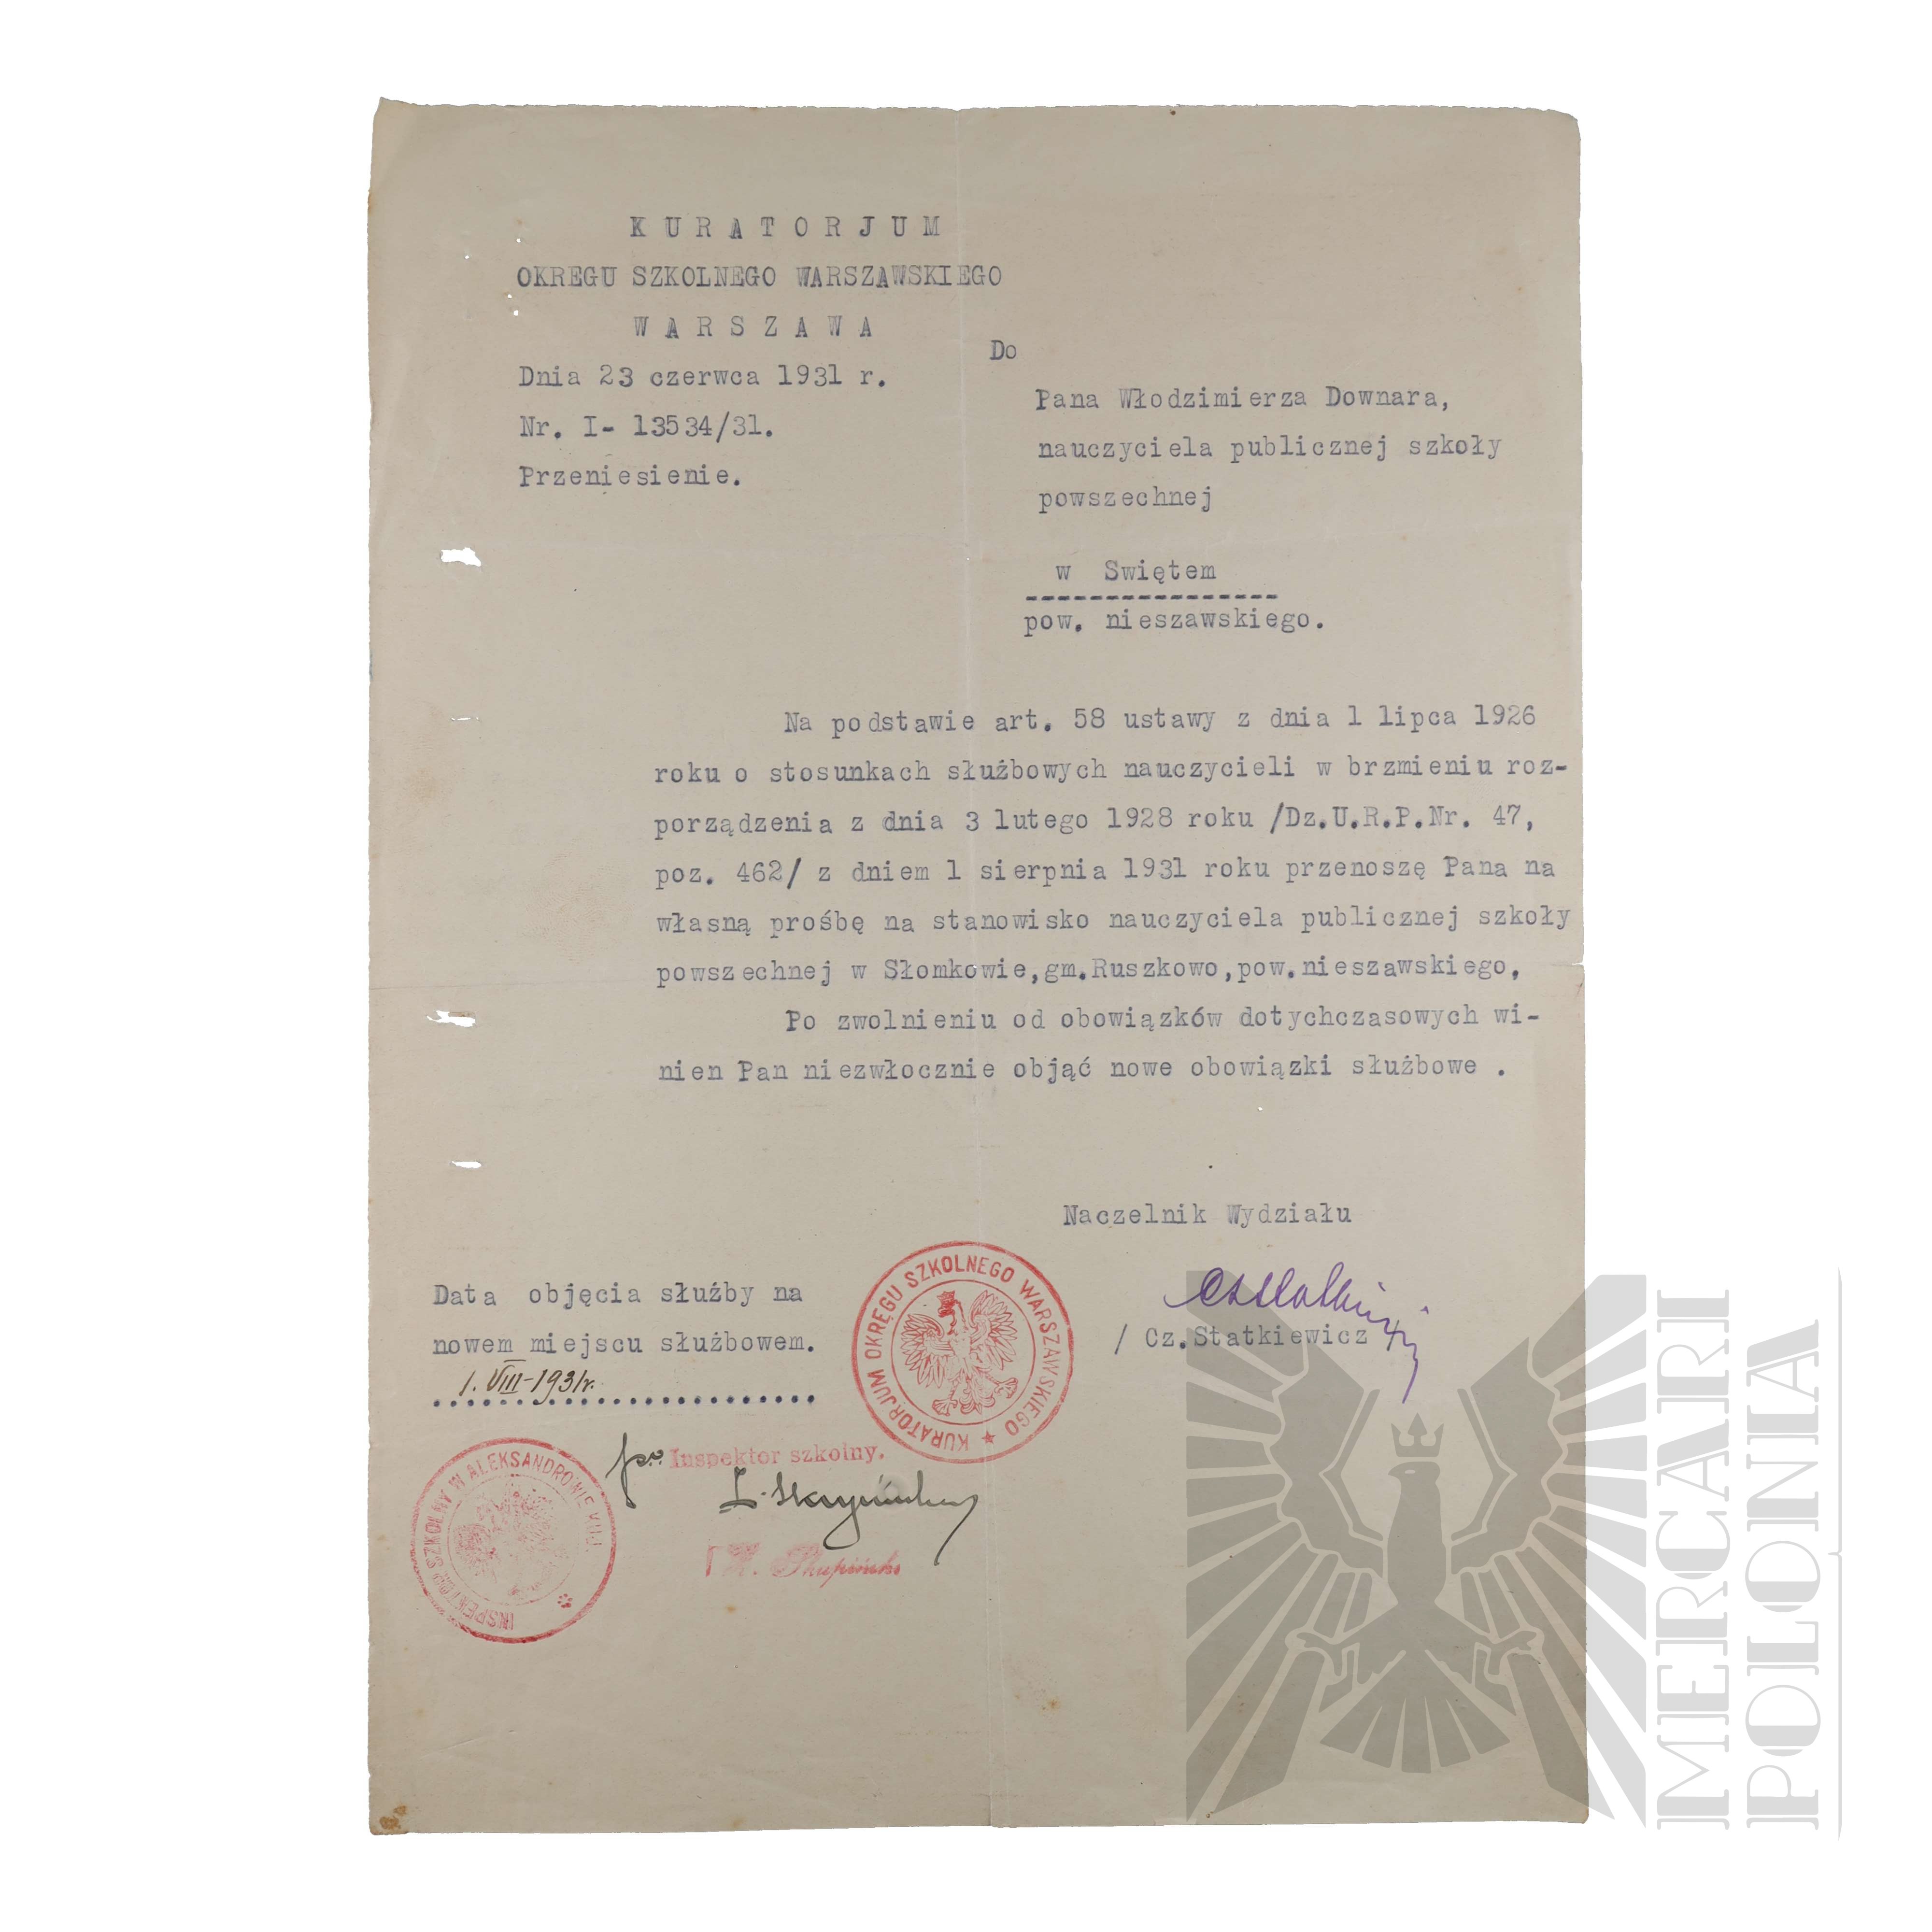 KURATORJUM
OKREGU SZKOLNEGO WARSZAWSKIEGO
WARSZAWA
Dnia 23 czerwca 1931 r.
Nr. I- 13534/31.
Przeniesienie.
Do
Pana Włodzimierza Downara,
nauczyciela publicznej szkoły
powszechnej
w Swiętem
pow. nieszawskiego.
Na podstawie art. 58 ustawy z dnia 1 lipca 1926
roku o stosunkach służbowych nauczycieli w brzmieniu roz-
porządzenia z dnia 3 lutego 1928 roku /Dz.U.R.P.Nr. 47,
poz. 462/ z dniem 1 sierpnia 1931 roku przenoszę Pana na
własną prośbę na stanowisko nauczyciela publicznej szkoły
powszechnej w Słomkowie,gm.Ruszkowo,pow.nieszawskiego,
Po zwolnieniu od obowiązków dotychczasowych wi-
nien Pan niezwłocznie objąć nowe obowiązki służbowe .
Naczelnik Wydziału
/ Cz.Statkiewicz
Data objęcia służby na
nowem miejscu służbowem.
1. VIII-1931r.
KURATORJUM OKRĘGU SZKOLNEGO WARSZAWSKIEGO
p.o. Inspektor szkolny.
INSPEKTOR SZKOLNY W ALEKSANDROWIE KUJ.
MERCARI
POLONIA